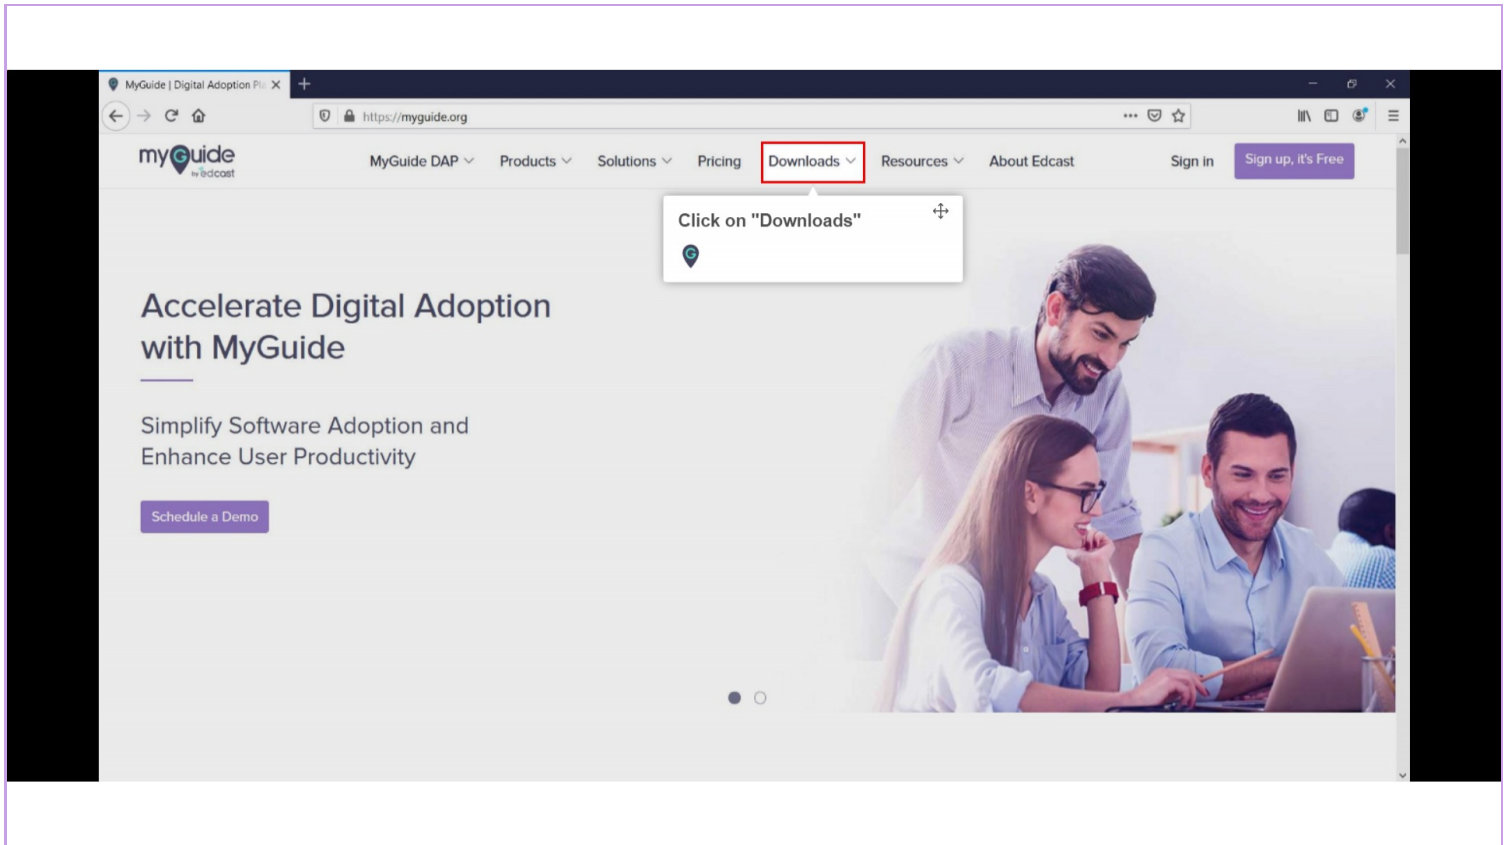 MyGuide | Digital Adoption Pla
https://myguide.org
myGuide
by edcast
MyGuide DAP Products Solutions Pricing Downloads Resources About Edcast Sign in Sign up, it's Free
Click on "Downloads"
G
Accelerate Digital Adoption
with MyGuide
Simplify Software Adoption and
Enhance User Productivity
Schedule a Demo